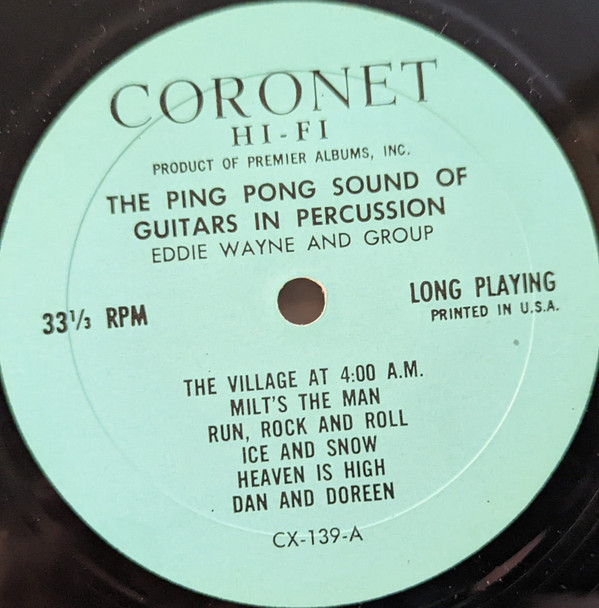 CORONET
HI-FI
PRODUCT OF PREMIER ALBUMS, INC.
THE PING PONG SOUND OF
GUITARS IN PERCUSSION
EDDIE WAYNE AND GROUP
33 1/3 RPM
LONG PLAYING
PRINTED IN U.S.A.
THE VILLAGE AT 4:00 A.M.
MILT'S THE MAN
RUN, ROCK AND ROLL
ICE AND SNOW
HEAVEN IS HIGH
DAN AND DOREEN
CX-139-A